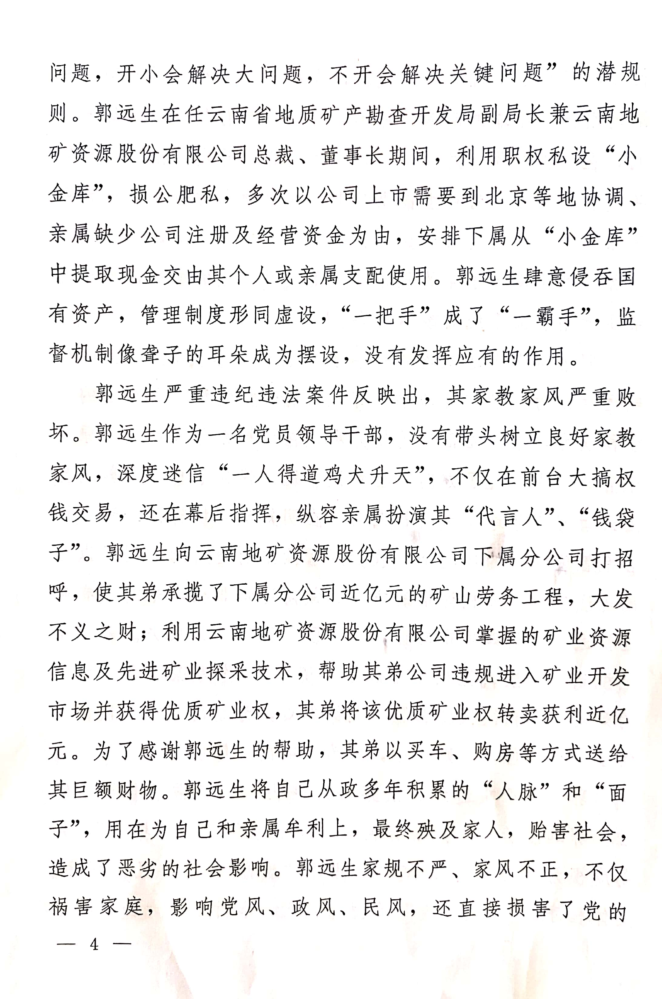 问题，开小会解决大问题，不开会解决关键问题”的潜规
则。郭远生在任云南省地质矿产勘查开发局副局长兼云南地
矿资源股份有限公司总裁、董事长期间，利用职权私设“小
金库”，损公肥私，多次以公司上市需要到北京等地协调、
亲属缺少公司注册及经营资金为由，安排下属从“小金库”
中提取现金交由其个人或亲属支配使用。郭远生肆意侵吞国
有资产，管理制度形同虚设，“一把手”成了“一霸手”，监
督机制像聋子的耳朵成为摆设，没有发挥应有的作用。
郭远生严重违纪违法案件反映出，其家教家风严重败
坏。郭远生作为一名党员领导干部，没有带头树立良好家教
家风，深度迷信“一人得道鸡犬升天”，不仅在前台大搞权
钱交易，还在幕后指挥，纵容亲属扮演其“代言人”、“钱袋
子”。郭远生向云南地矿资源股份有限公司下属分公司打招
呼，使其弟承揽了下属分公司近亿元的矿山劳务工程，大发
不义之财；利用云南地矿资源股份有限公司掌握的矿业资源
信息及先进矿业探采技术，帮助其弟公司违规进入矿业开发
市场并获得优质矿业权，其弟将该优质矿业权转卖获利近亿
元。为了感谢郭远生的帮助，其弟以买车、购房等方式送给
其巨额财物。郭远生将自己从政多年积累的“人脉”和“面
子”，用在为自己和亲属牟利上，最终殃及家人，贻害社会，
造成了恶劣的社会影响。郭远生家规不严、家风不正，不仅
祸害家庭，影响党风、政风、民风，还直接损害了党的
— 4 —